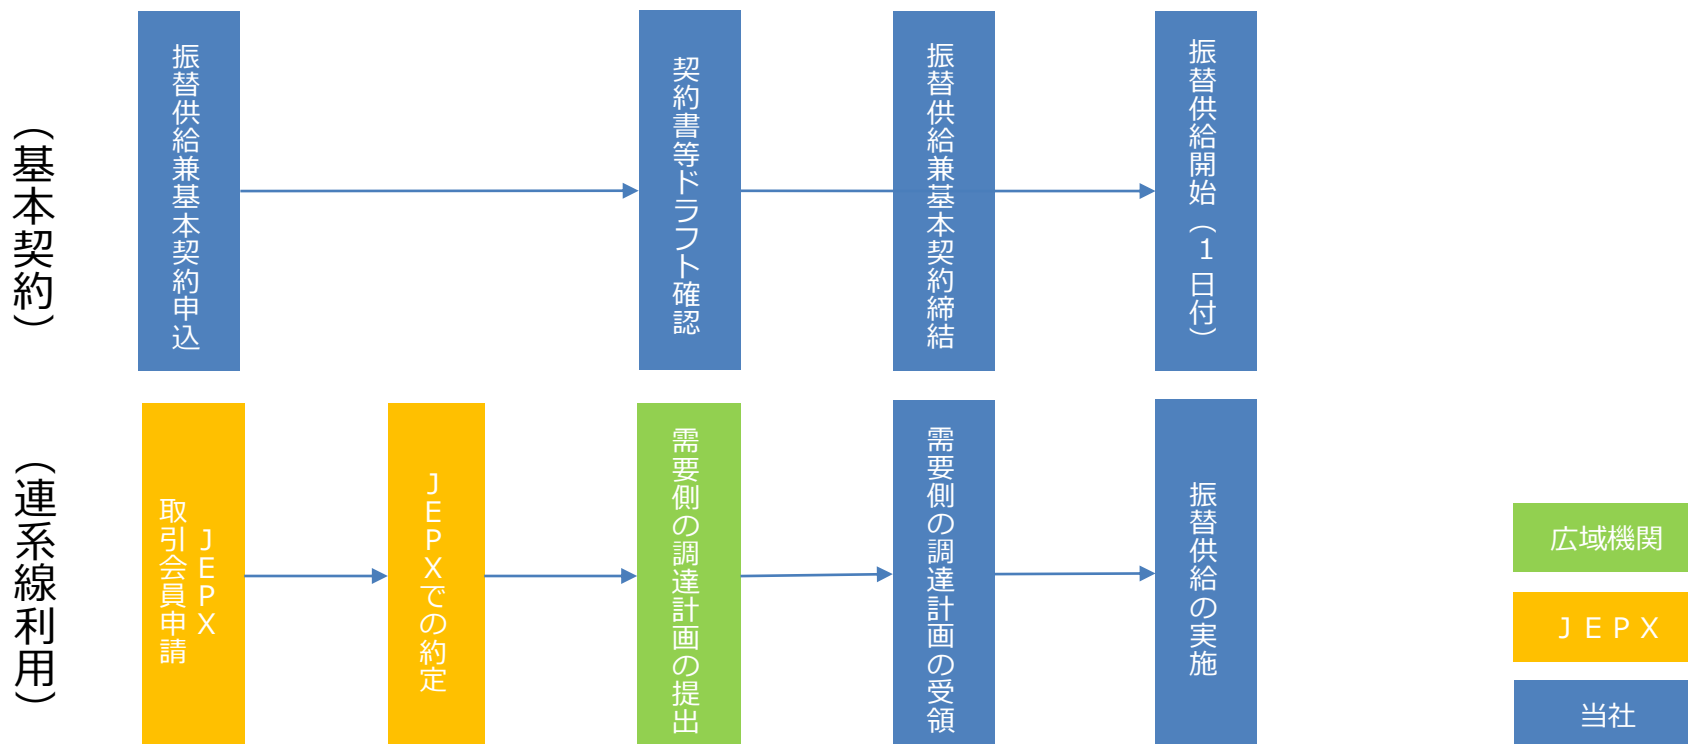 （基本契約）
振替供給兼基本契約申込
契約書等ドラフト確認
振替供給兼基本契約締結
振替供給開始（１日付）
（連系線利用）
ＪＥＰＸ
取引会員申請
ＪＥＰＸでの約定
需要側の調達計画の提出
需要側の調達計画の受領
振替供給の実施
広域機関
ＪＥＰＸ
当社